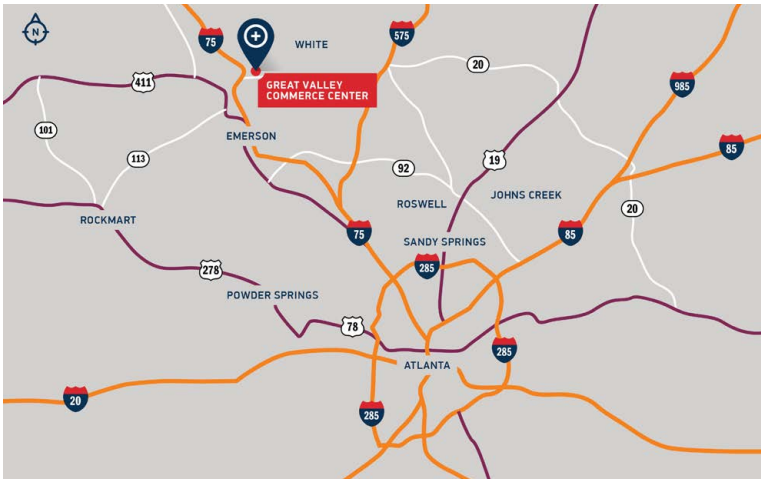 N
75
WHITE
575
20
GREAT VALLEY
COMMERCE CENTER
411
985
101
EMERSON
113
85
92
19
JOHNS CREEK
ROSWELL
20
ROCKMART
75
85
SANDY SPRINGS
278
285
POWDER SPRINGS
78
285
ATLANTA
20
285